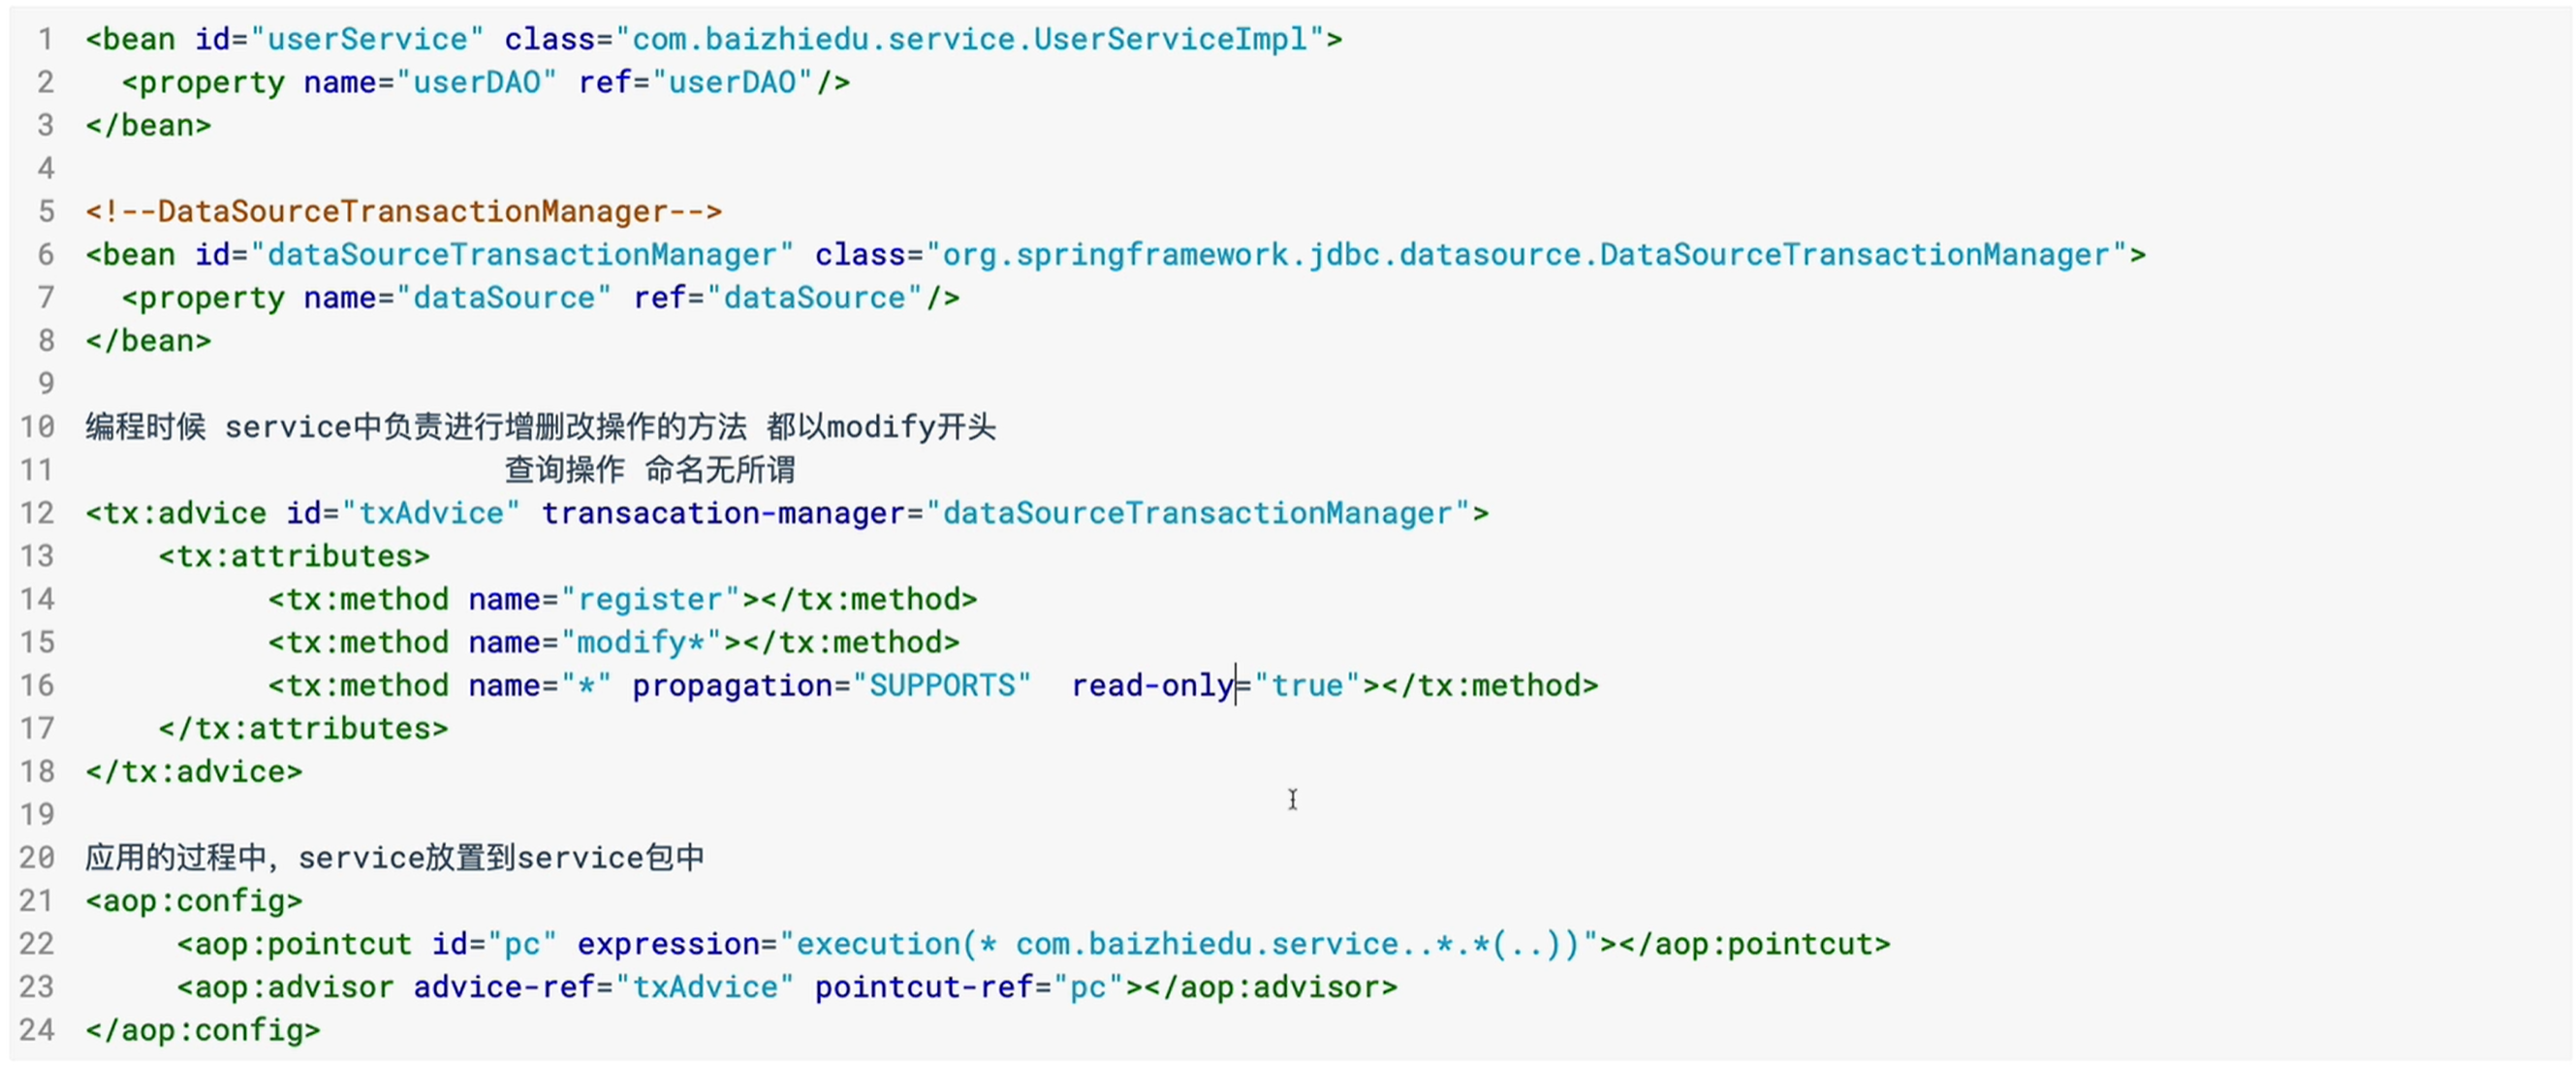 1 <bean id="userService" class="com.baizhiedu.service.UserServiceImpl">
2   <property name="userDAO" ref="userDAO"/>
3 </bean>
4
5 <!--DataSourceTransactionManager-->
6 <bean id="dataSourceTransactionManager" class="org.springframework.jdbc.datasource.DataSourceTransactionManager">
7   <property name="dataSource" ref="dataSource"/>
8 </bean>
9
10 编程时候 service中负责进行增删改操作的方法 都以modify开头
11                        查询操作 命名无所谓
12 <tx:advice id="txAdvice" transacation-manager="dataSourceTransactionManager">
13     <tx:attributes>
14           <tx:method name="register"></tx:method>
15           <tx:method name="modify*"></tx:method>
16           <tx:method name="*" propagation="SUPPORTS"  read-only="true"></tx:method>
17     </tx:attributes>
18 </tx:advice>
19
20 应用的过程中，service放置到service包中
21 <aop:config>
22      <aop:pointcut id="pc" expression="execution(* com.baizhiedu.service..*.*(..))"></aop:pointcut>
23      <aop:advisor advice-ref="txAdvice" pointcut-ref="pc"></aop:advisor>
24 </aop:config>